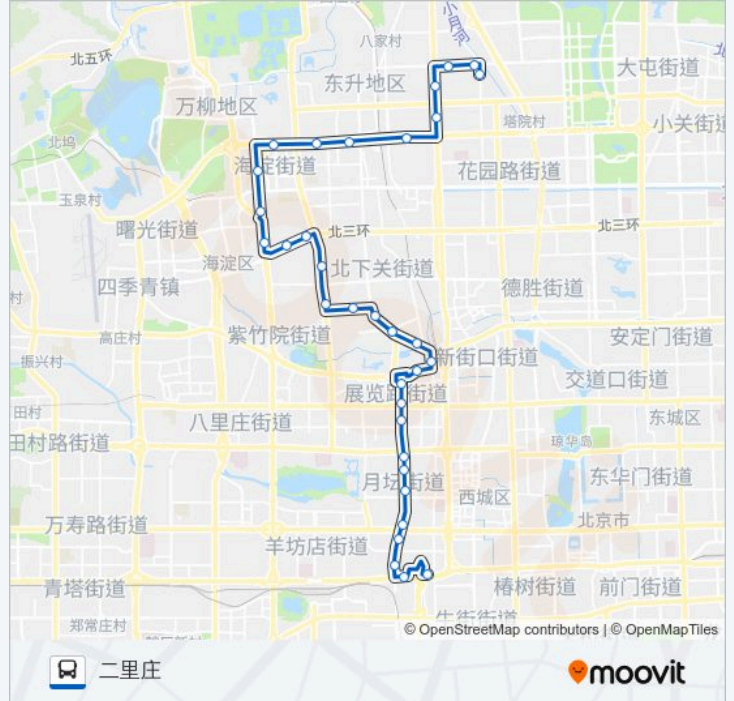 八家村
小月河
北五环
东升地区
大屯街道
万柳地区
塔院村
小关街道
北坞
海淀街道
花园路街道
玉泉村
曙光街道
北三环
北三环
海淀区
北下关街道
四季青镇
德胜街道
村
紫竹院街道
安定门街道
高庄村
新街口街道
振兴村
交道口街道
展览路街道
田村
八里庄街道
东城区
田村路街道
琼华岛
月坛街道
东华门街道
西城区
万寿路街道
北京市
羊坊店街道
青塔街道
椿树街道
前门街道
牛街街道
郑常庄村
© OpenStreetMap contributors | © OpenMapTiles
二里庄
moovit